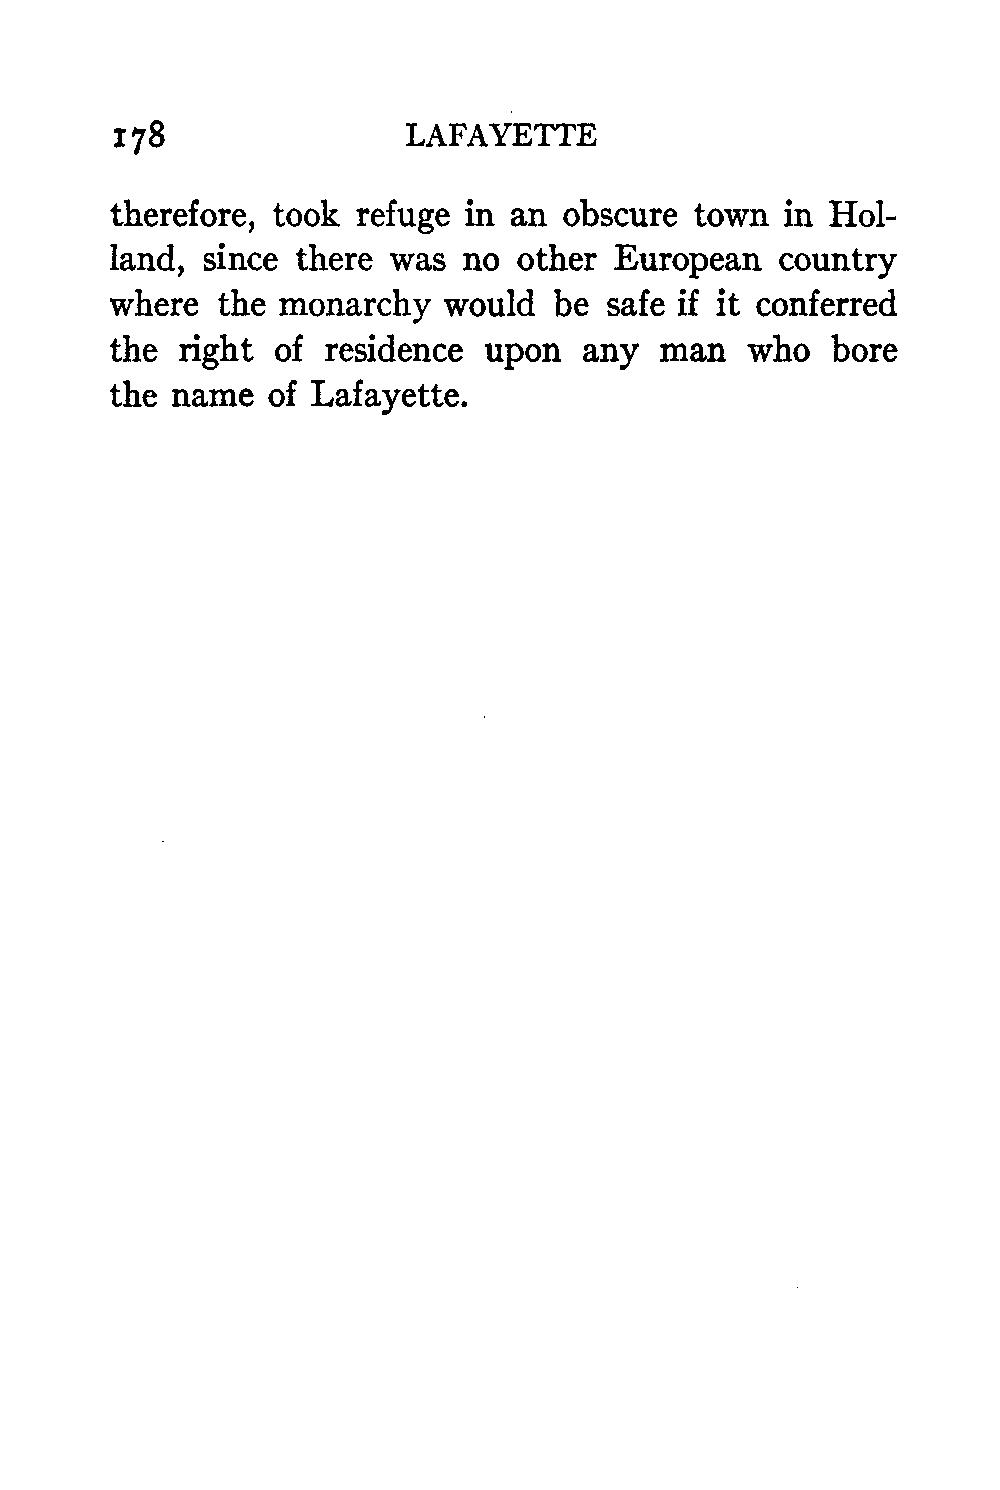 178 LAFAYETTE
therefore, took refuge in an obscure town in Hol-
land, since there was no other European country
where the monarchy would be safe if it conferred
the right of residence upon any man who bore
the name of Lafayette.